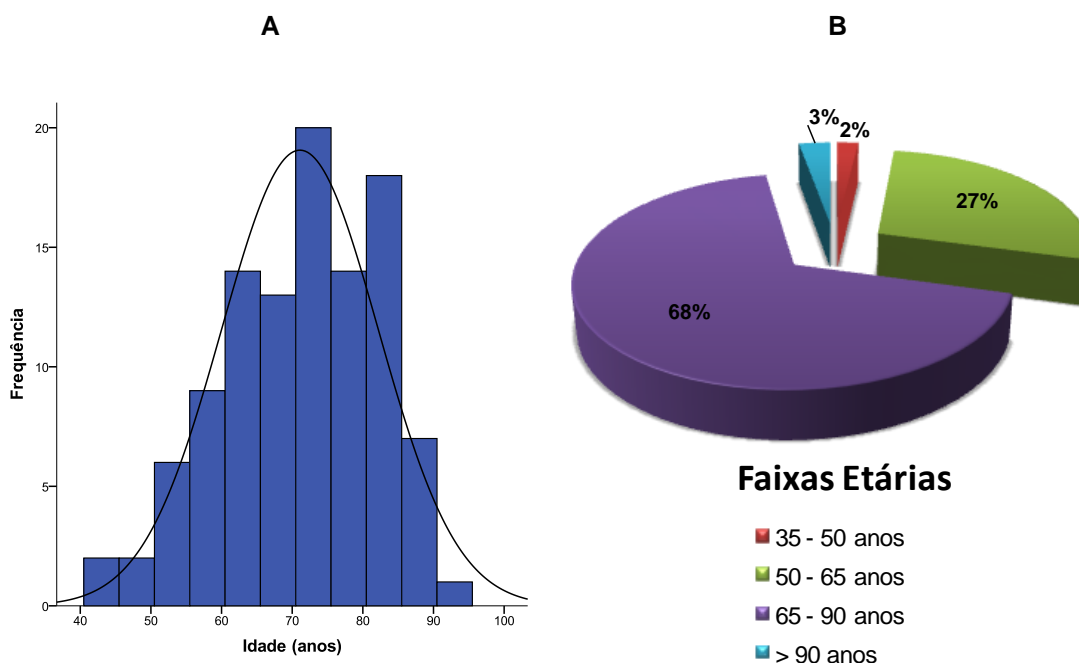 A
B
20
15
10
5
0
Frequência
40 50 60 70 80 90 100
Idade (anos)
3%
2%
27%
68%
Faixas Etárias
35 - 50 anos
50 - 65 anos
65 - 90 anos
> 90 anos